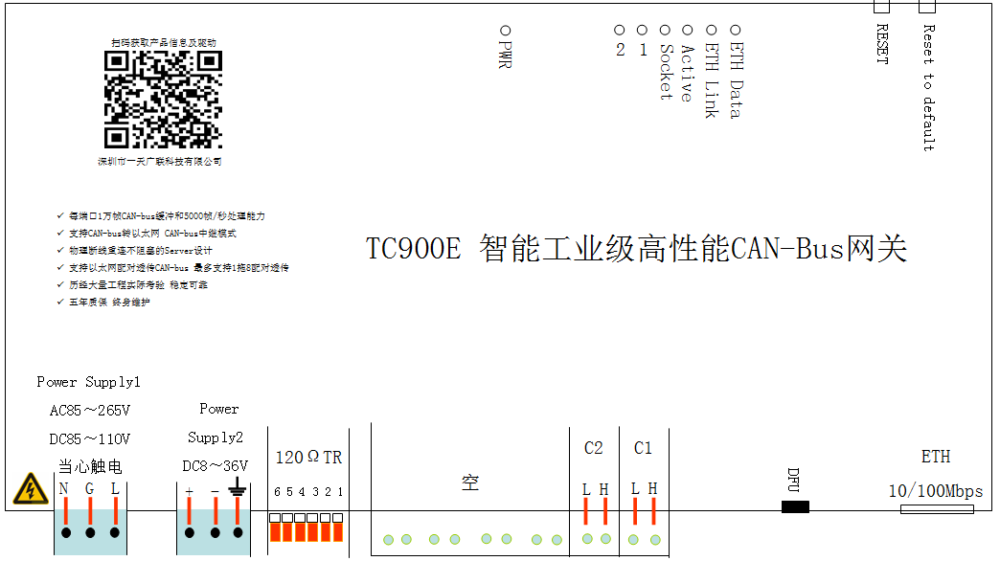 扫码获取产品信息及驱动
深圳市一天广联科技有限公司
PWR
2
1
Socket
Active
ETH Link
ETH Data
RESET
Reset to default
每端口1万帧CAN-bus缓冲和5000帧/秒处理能力
支持CAN-bus转以太网 CAN-bus中继模式
物理断线重连不阻塞的Server设计
支持以太网配对透传CAN-bus 最多支持1拖8配对透传
历经大量工程实际考验 稳定可靠
五年质保 终身维护
TC900E 智能工业级高性能CAN-Bus网关
Power Supply1
AC85～265V
DC85～110V
当心触电
N G L
Power
Supply2
DC8～36V
+ −
120ΩTR
6 5 4 3 2 1
空
C2
L H
C1
L H
DFU
ETH
10/100Mbps